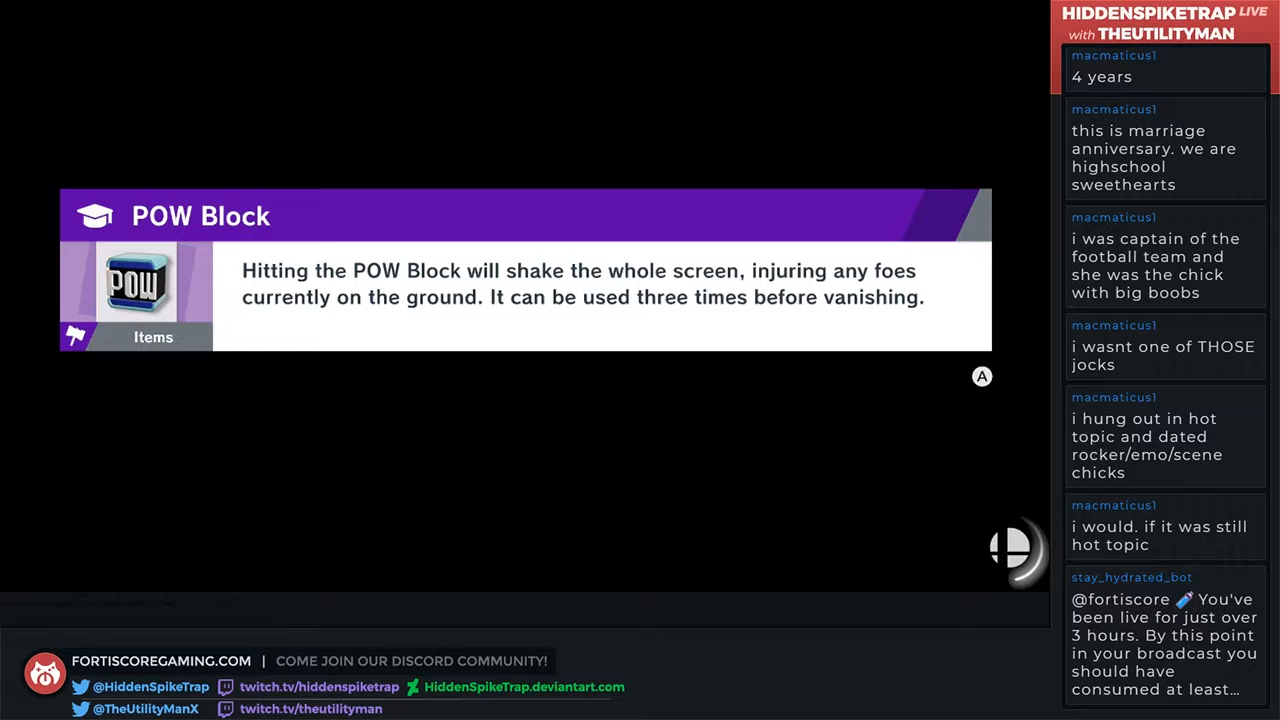 HIDDENSPIKETRAP LIVE
with THEUTILITYMAN
macmaticus1
4 years
macmaticus1
this is marriage
anniversary. we are
highschool
sweethearts
macmaticus1
i was captain of the
football team and
she was the chick
with big boobs
macmaticus1
i wasnt one of THOSE
jocks
macmaticus1
i hung out in hot
topic and dated
rocker/emo/scene
chicks
macmaticus1
i would. if it was still
hot topic
stay_hydrated_bot
@fortiscore You've
been live for just over
3 hours. By this point
in your broadcast you
should have
consumed at least...
POW Block
POW
Items
Hitting the POW Block will shake the whole screen, injuring any foes
currently on the ground. It can be used three times before vanishing.
A
FORTISCOREGAMING.COM | COME JOIN OUR DISCORD COMMUNITY!
@HiddenSpikeTrap twitch.tv/hiddenspiketrap HiddenSpikeTrap.deviantart.com
@TheUtilityManX twitch.tv/theutilityman